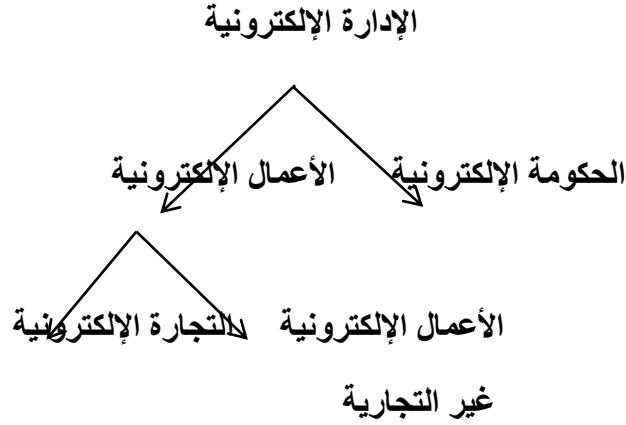 الإدارة الإلكترونية
الحكومة الإلكترونية الأعمال الإلكترونية
الأعمال الإلكترونية التجارة الإلكترونية
غير التجارية